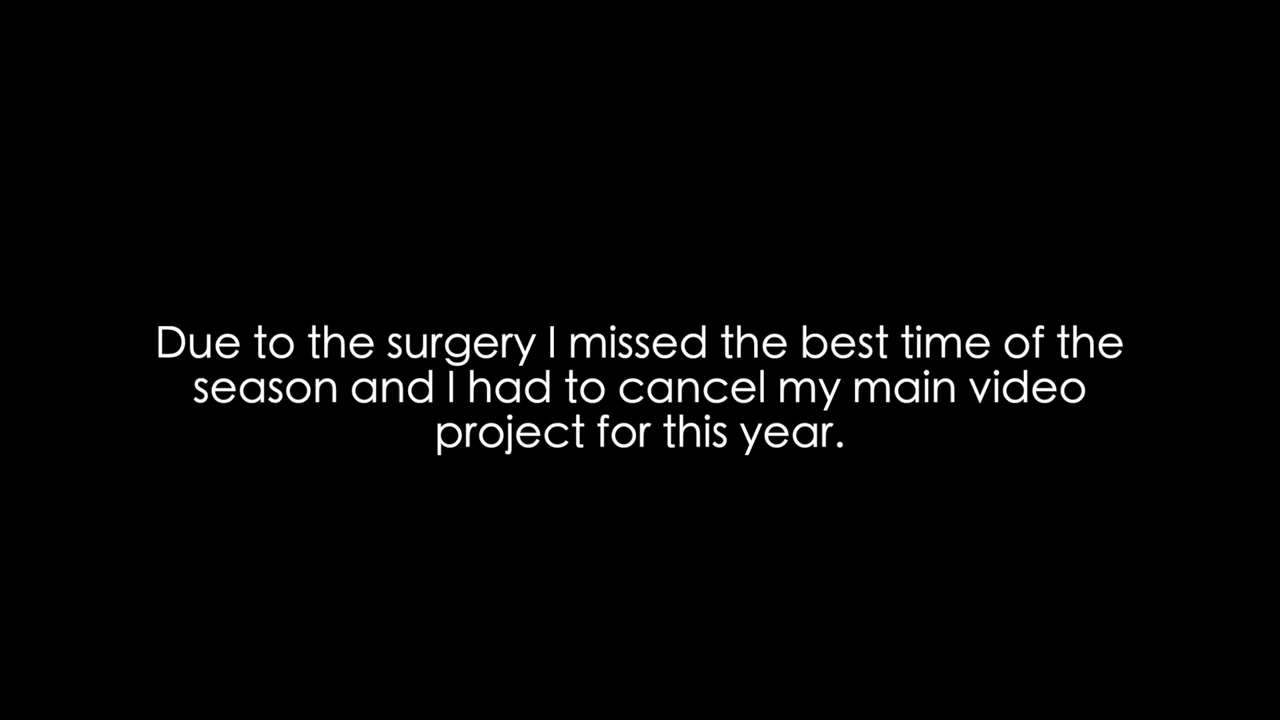 Due to the surgery I missed the best time of the
season and I had to cancel my main video
project for this year.